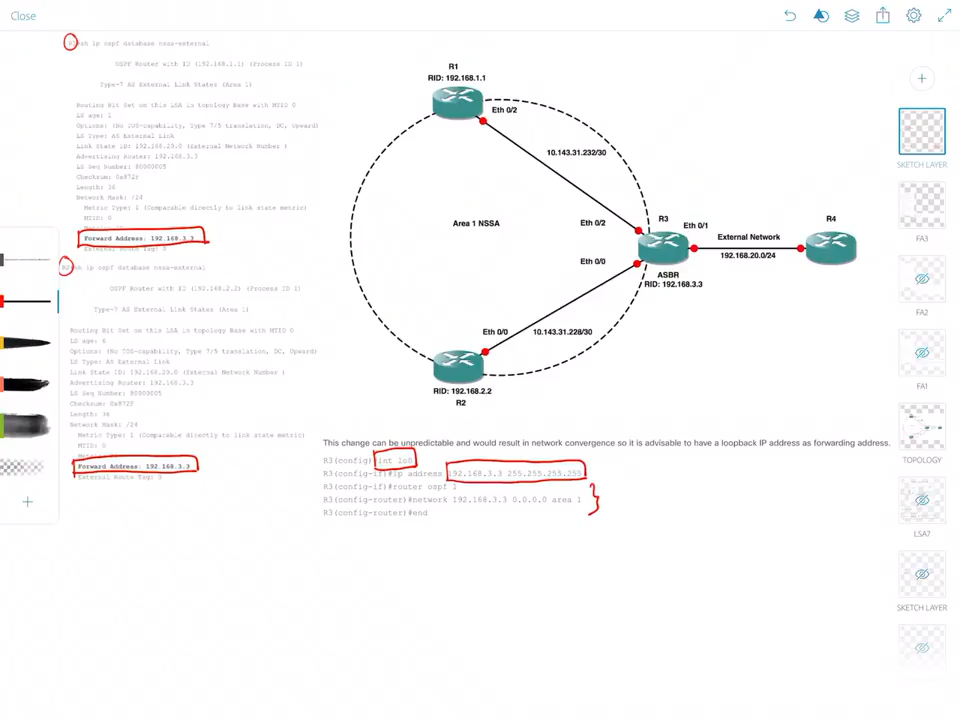 Close
R1#sh ip ospf database nssa-external
OSPF Router with ID (192.168.1.1) (Process ID 1)
Type-7 AS External Link States (Area 1)
Routing Bit Set on this LSA in topology Base with MTID 0
LS age: 1
Options: (No TOS-capability, Type 7/5 translation, DC, Upward)
LS Type: AS External Link
Link State ID: 192.168.20.0 (External Network Number )
Advertising Router: 192.168.3.3
LS Seq Number: 80000005
Checksum: 0x872F
Length: 36
Network Mask: /24
Metric Type: 1 (Comparable directly to link state metric)
MTID: 0
Forward Address: 192.168.3.3
External Route Tag: 0
R2#sh ip ospf database nssa-external
OSPF Router with ID (192.168.2.2) (Process ID 1)
Type-7 AS External Link States (Area 1)
Routing Bit Set on this LSA in topology Base with MTID 0
LS age: 6
Options: (No TOS-capability, Type 7/5 translation, DC, Upward)
LS Type: AS External Link
Link State ID: 192.168.20.0 (External Network Number )
Advertising Router: 192.168.3.3
LS Seq Number: 80000005
Checksum: 0x872F
Length: 36
Network Mask: /24
Metric Type: 1 (Comparable directly to link state metric)
MTID: 0
Forward Address: 192.168.3.3
External Route Tag: 0
R1
RID: 192.168.1.1
Eth 0/2
10.143.31.232/30
Area 1 NSSA
Eth 0/2
R3
Eth 0/1
R4
External Network
192.168.20.0/24
Eth 0/0
ASBR
RID: 192.168.3.3
Eth 0/0
10.143.31.228/30
RID: 192.168.2.2
R2
This change can be unpredictable and would result in network convergence so it is advisable to have a loopback IP address as forwarding address.
R3(config)#int lo0
R3(config-if)#ip address 192.168.3.3 255.255.255.255
R3(config-if)#router ospf 1
R3(config-router)#network 192.168.3.3 0.0.0.0 area 1
R3(config-router)#end
SKETCH LAYER
FA3
FA2
FA1
TOPOLOGY
LSA7
SKETCH LAYER